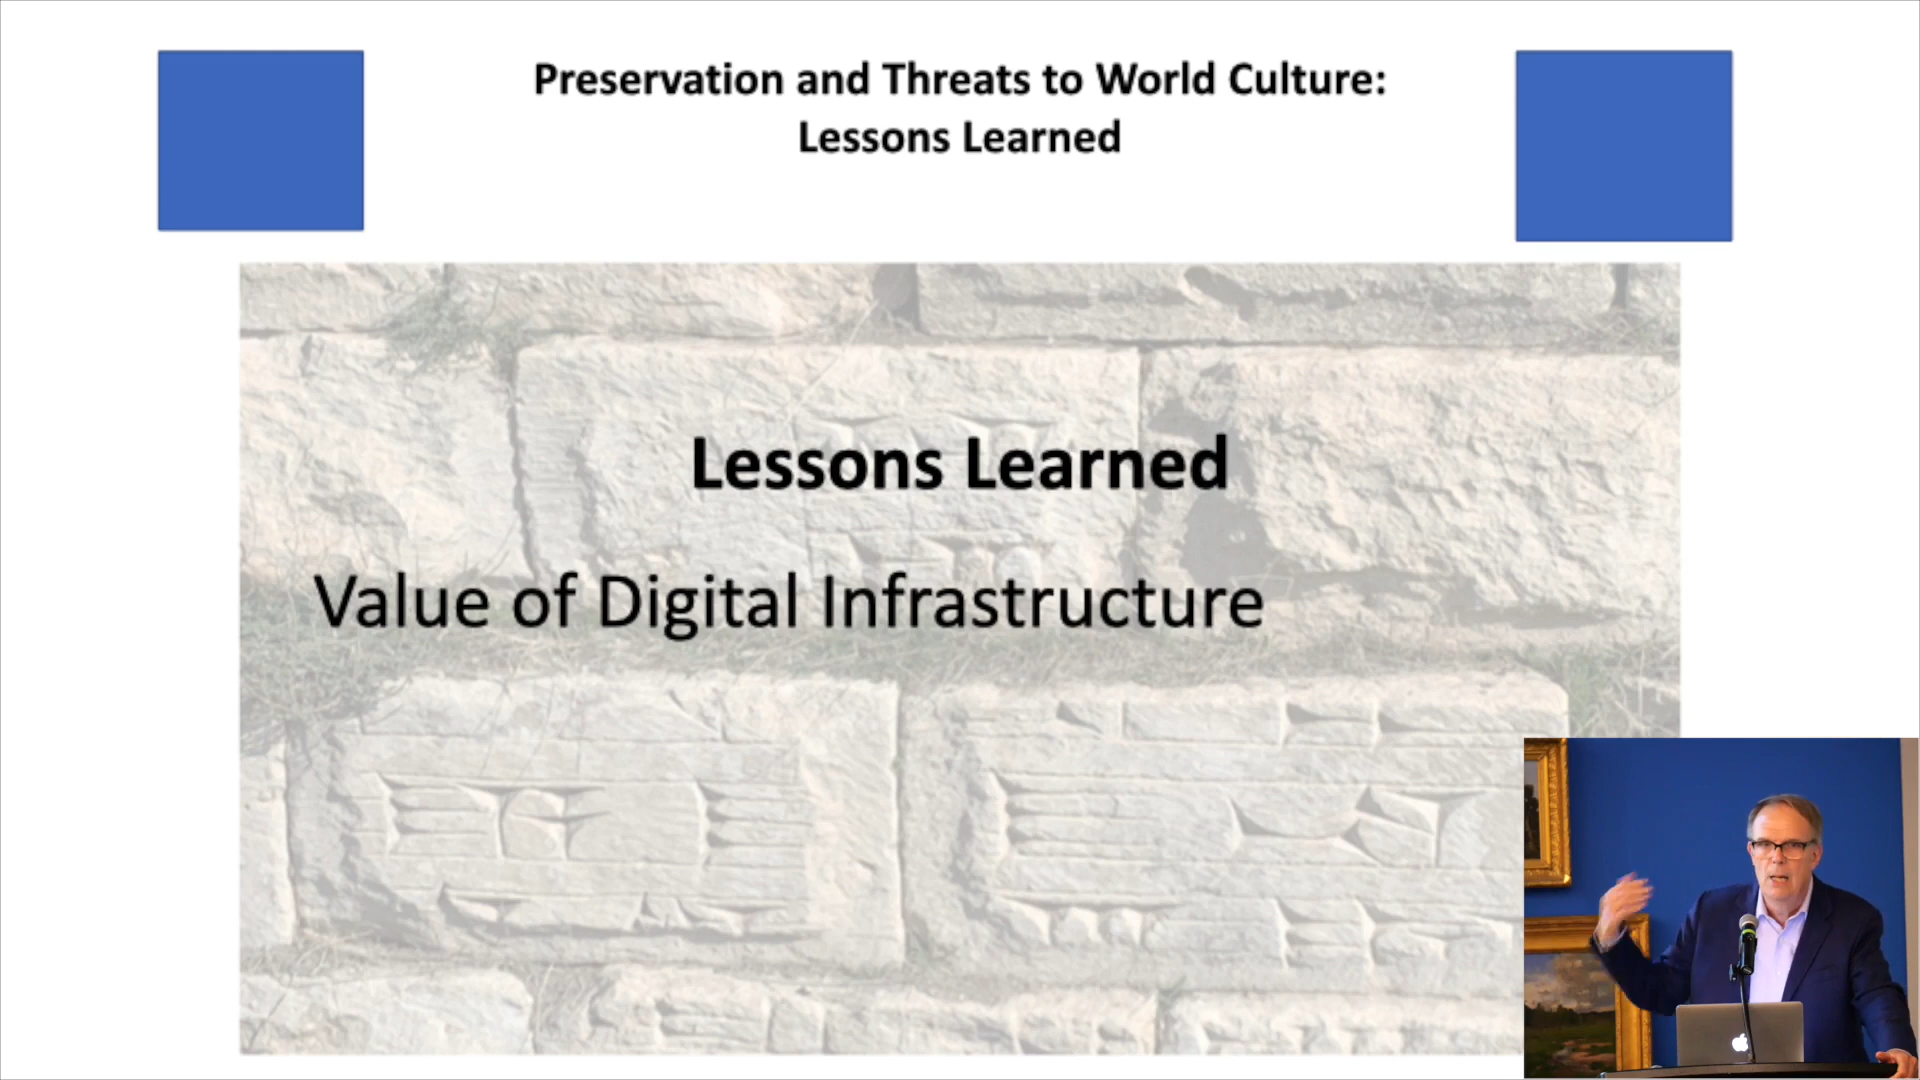 Preservation and Threats to World Culture:
Lessons Learned
Lessons Learned
Value of Digital Infrastructure